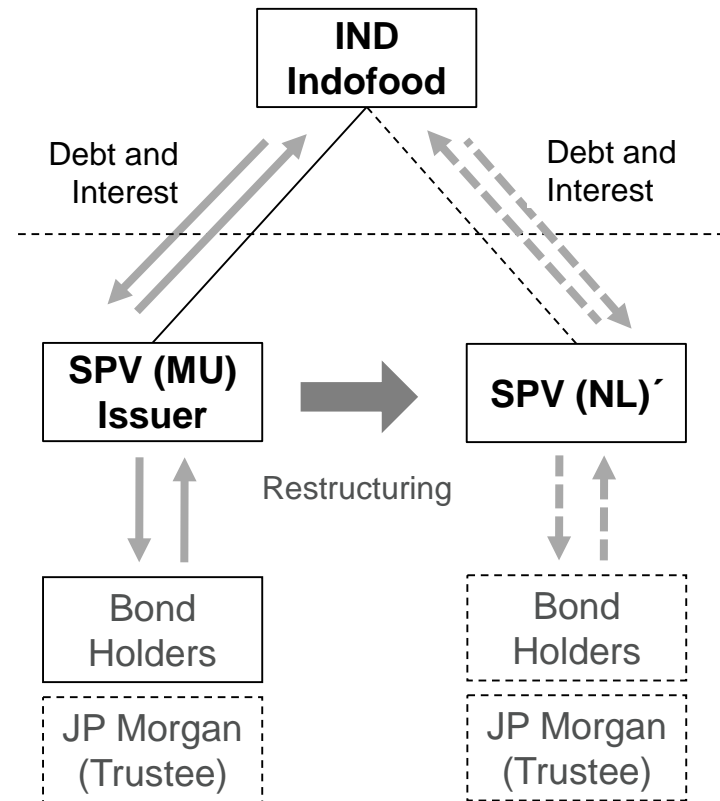 IND
Indofood
Debt and
Interest
Debt and
Interest
SPV (MU)
Issuer
SPV (NL)´
Restructuring
Bond
Holders
Bond
Holders
JP Morgan
(Trustee)
JP Morgan
(Trustee)